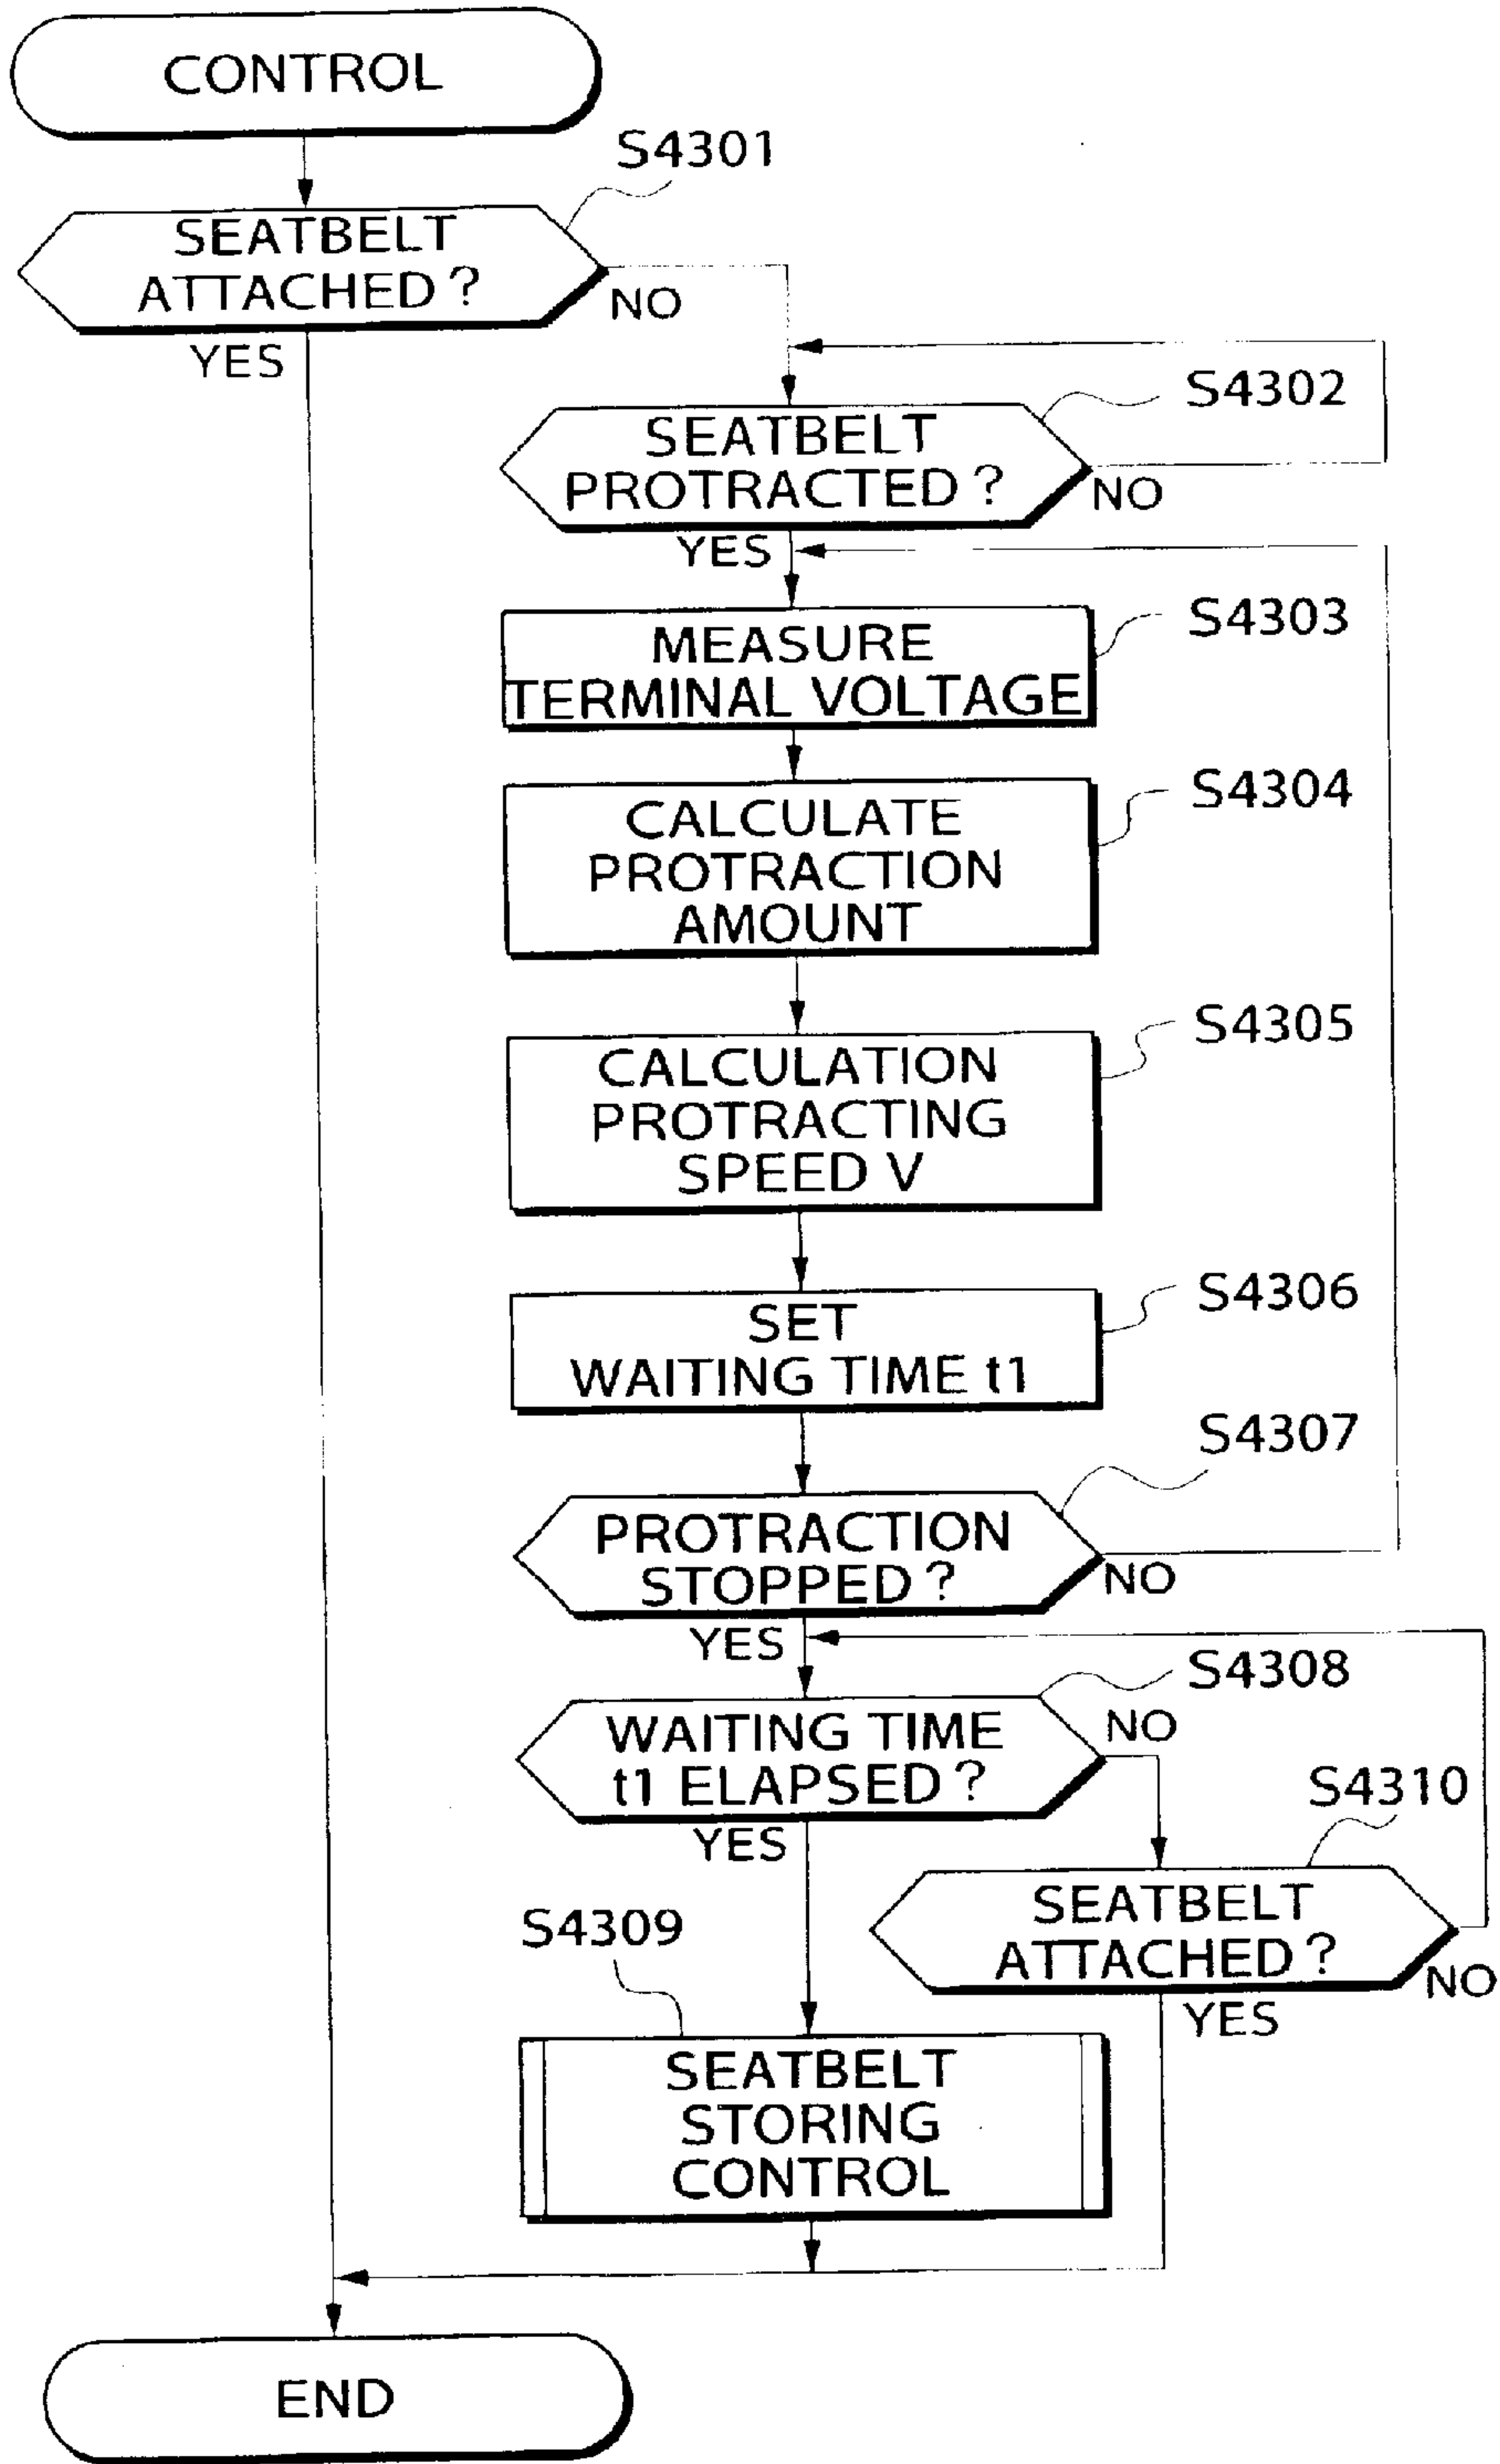 CONTROL
S4301
SEATBELT
ATTACHED ?
NO
YES
S4302
SEATBELT
PROTRACTED ?
NO
YES
S4303
MEASURE
TERMINAL VOLTAGE
S4304
CALCULATE
PROTRACTION
AMOUNT
S4305
CALCULATION
PROTRACTING
SPEED V
S4306
SET
WAITING TIME t1
S4307
PROTRACTION
STOPPED ?
NO
YES
S4308
WAITING TIME
t1 ELAPSED ?
NO
YES
S4310
SEATBELT
ATTACHED ?
NO
YES
S4309
SEATBELT
STORING
CONTROL
END